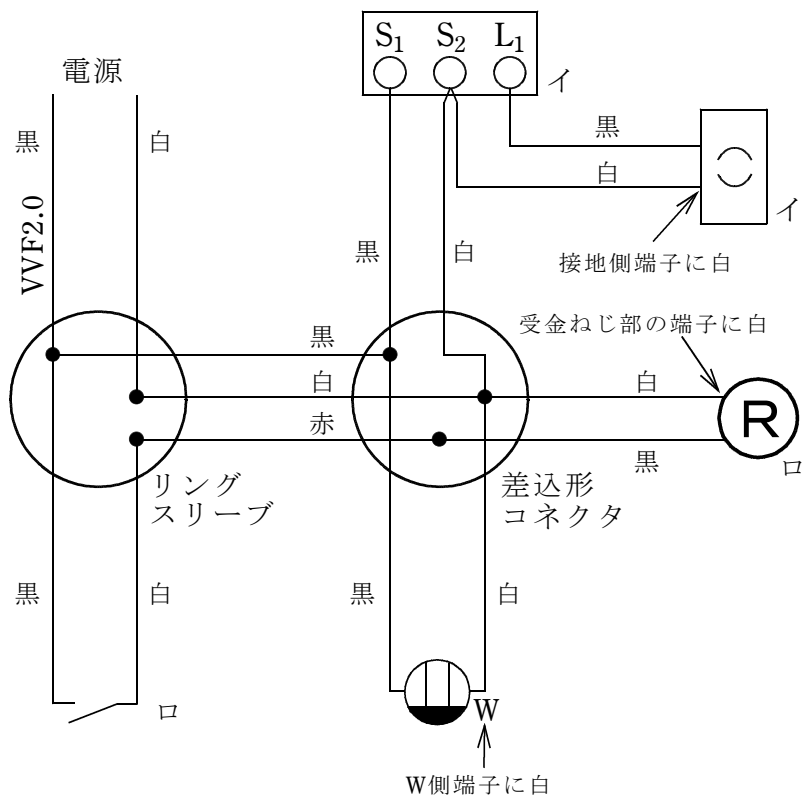 S₁ S₂ L₁
イ
電源
黒
白
VVF2.0
黒
白
イ
接地側端子に白
黒
白
受金ねじ部の端子に白
黒
白
赤
白
R
黒
ロ
リング
スリーブ
差込形
コネクタ
黒
白
黒
白
ロ
W
W側端子に白